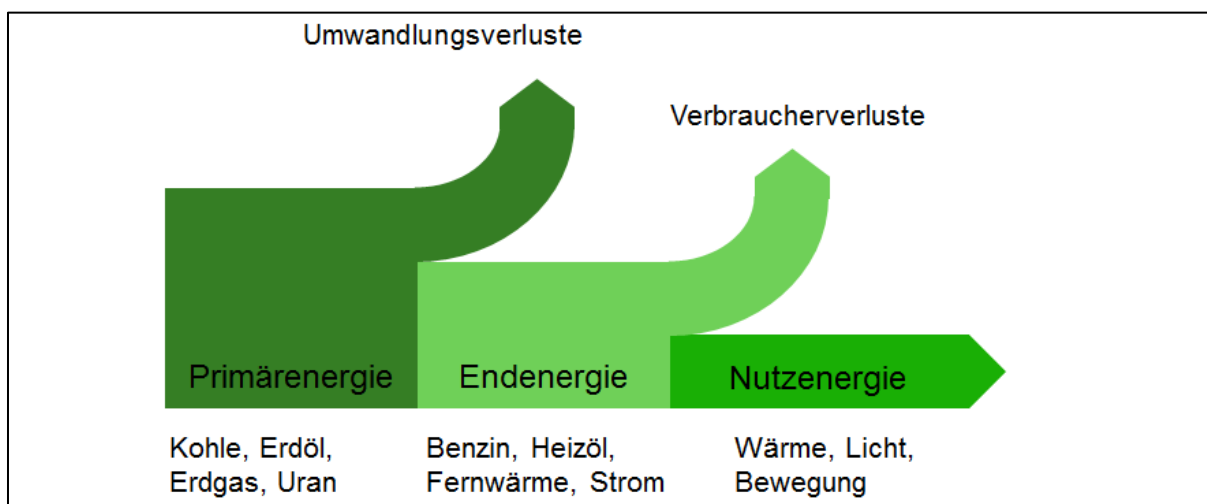 Umwandlungsverluste
Verbraucherverluste
Primärenergie
Endenergie
Nutzenergie
Kohle, Erdöl,
Erdgas, Uran
Benzin, Heizöl,
Fernwärme, Strom
Wärme, Licht,
Bewegung